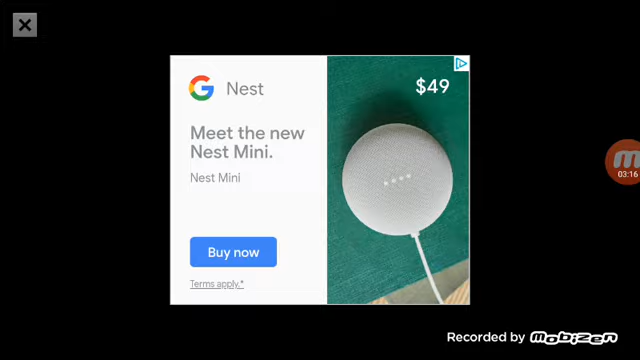 Nest
$49
Meet the new
Nest Mini.
Nest Mini
Buy now
Terms apply.*
03:16
Recorded by mobizen